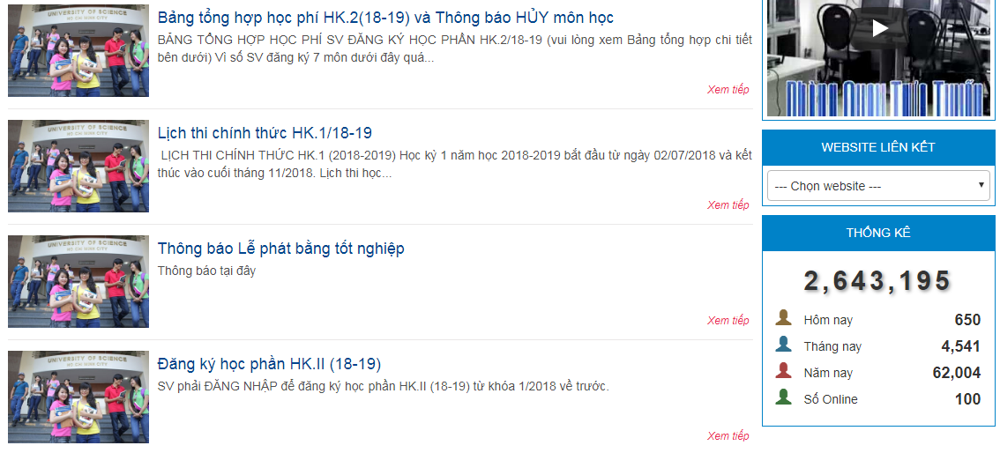 UNIVERSITY OF SCIENCE
HO CHI MINH CITY
Bảng tổng hợp học phí HK.2(18-19) và Thông báo HỦY môn học
BẢNG TỔNG HỢP HỌC PHÍ SV ĐĂNG KÝ HỌC PHẦN HK.2/18-19 (vui lòng xem Bảng tổng hợp chi tiết
bên dưới) Vì số SV đăng ký 7 môn dưới đây quá...
Xem tiếp
UNIVERSITY OF SCIENCE
HO CHI MINH CITY
Lịch thi chính thức HK.1/18-19
LỊCH THI CHÍNH THỨC HK.1 (2018-2019) Học kỳ 1 năm học 2018-2019 bắt đầu từ ngày 02/07/2018 và kết
thúc vào cuối tháng 11/2018. Lịch thi học...
Xem tiếp
UNIVERSITY OF SCIENCE
HO CHI MINH CITY
Thông báo Lễ phát bằng tốt nghiệp
Thông báo tại đây
Xem tiếp
UNIVERSITY OF SCIENCE
HO CHI MINH CITY
Đăng ký học phần HK.II (18-19)
SV phải ĐĂNG NHẬP để đăng ký học phần HK.II (18-19) từ khóa 1/2018 về trước.
Xem tiếp
WEBSITE LIÊN KẾT
--- Chọn website ---
THỐNG KÊ
2,643,195
Hôm nay 650
Tháng nay 4,541
Năm nay 62,004
Số Online 100